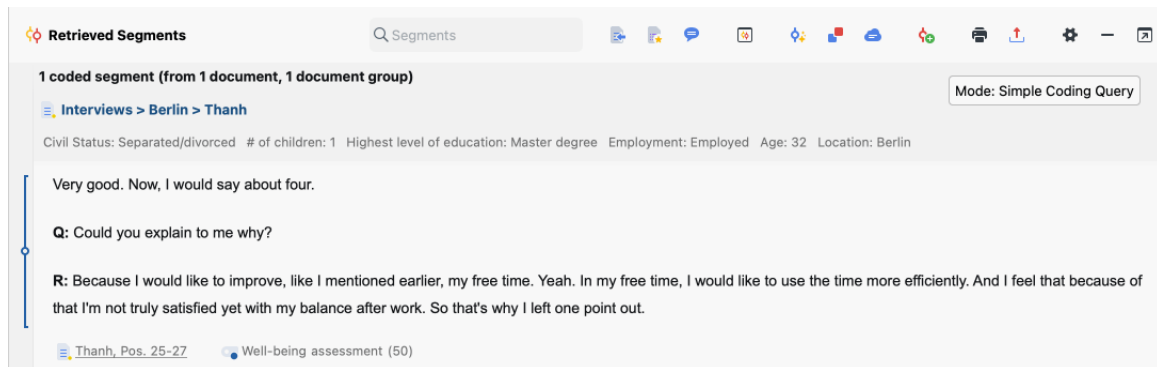 Retrieved Segments
Segments
1 coded segment (from 1 document, 1 document group)
Mode: Simple Coding Query
Interviews > Berlin > Thanh
Civil Status: Separated/divorced # of children: 1 Highest level of education: Master degree Employment: Employed Age: 32 Location: Berlin
Very good. Now, I would say about four.
Q: Could you explain to me why?
R: Because I would like to improve, like I mentioned earlier, my free time. Yeah. In my free time, I would like to use the time more efficiently. And I feel that because of
that I'm not truly satisfied yet with my balance after work. So that's why I left one point out.
Thanh, Pos. 25-27 Well-being assessment (50)